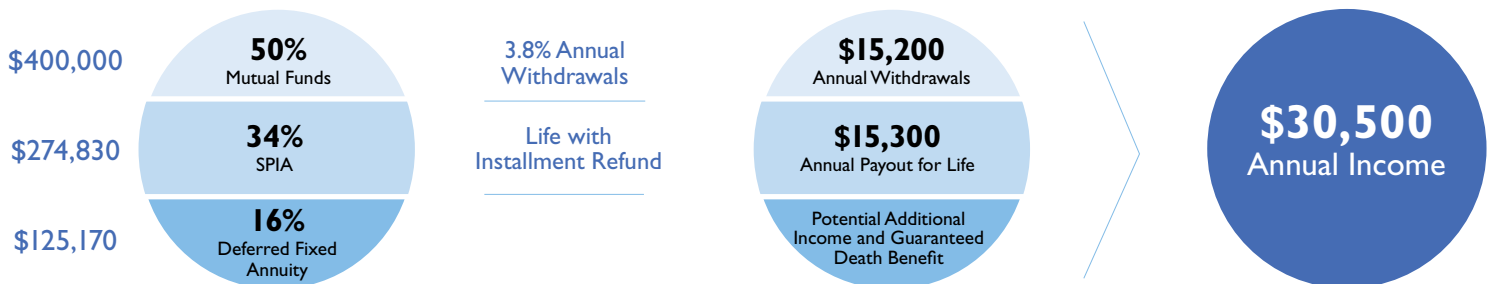 $400,000
50%
Mutual Funds
3.8% Annual
Withdrawals
$15,200
Annual Withdrawals
$274,830
34%
SPIA
Life with
Installment Refund
$15,300
Annual Payout for Life
$125,170
16%
Deferred Fixed
Annuity
Potential Additional
Income and Guaranteed
Death Benefit
$30,500
Annual Income